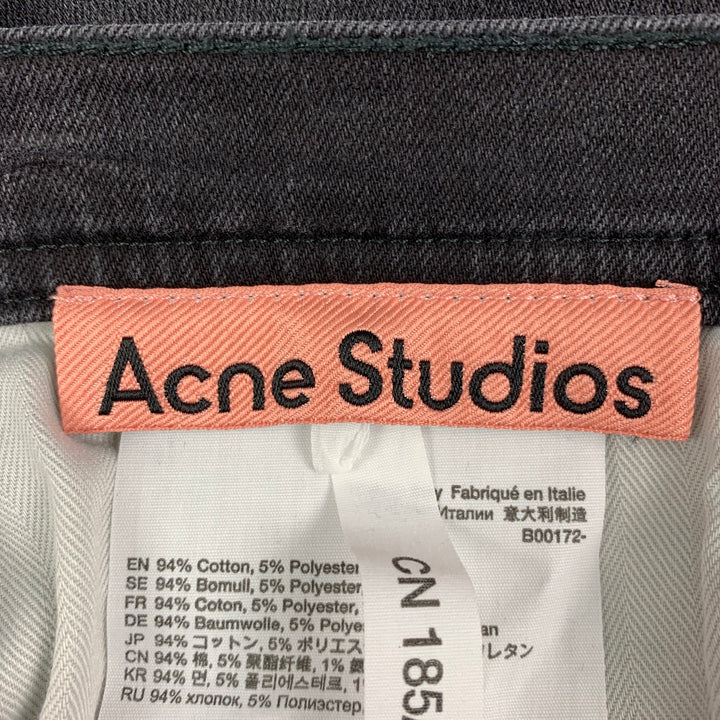 Acne Studios
Fabriqué en Italie
Италии 意大利制造
B00172-
EN 94% Cotton, 5% Polyester
SE 94% Bomull, 5% Polyester
FR 94% Coton, 5% Polyester,
DE 94% Baumwolle, 5% Polye
JP 94% コットン, 5% ポリエス レタン
CN 94% 棉, 5% 聚酯纤维, 1%
KR 94% 면, 5% 폴리에스테르, 1%
RU 94% хлопок, 5% Полиэстер,
CN 185